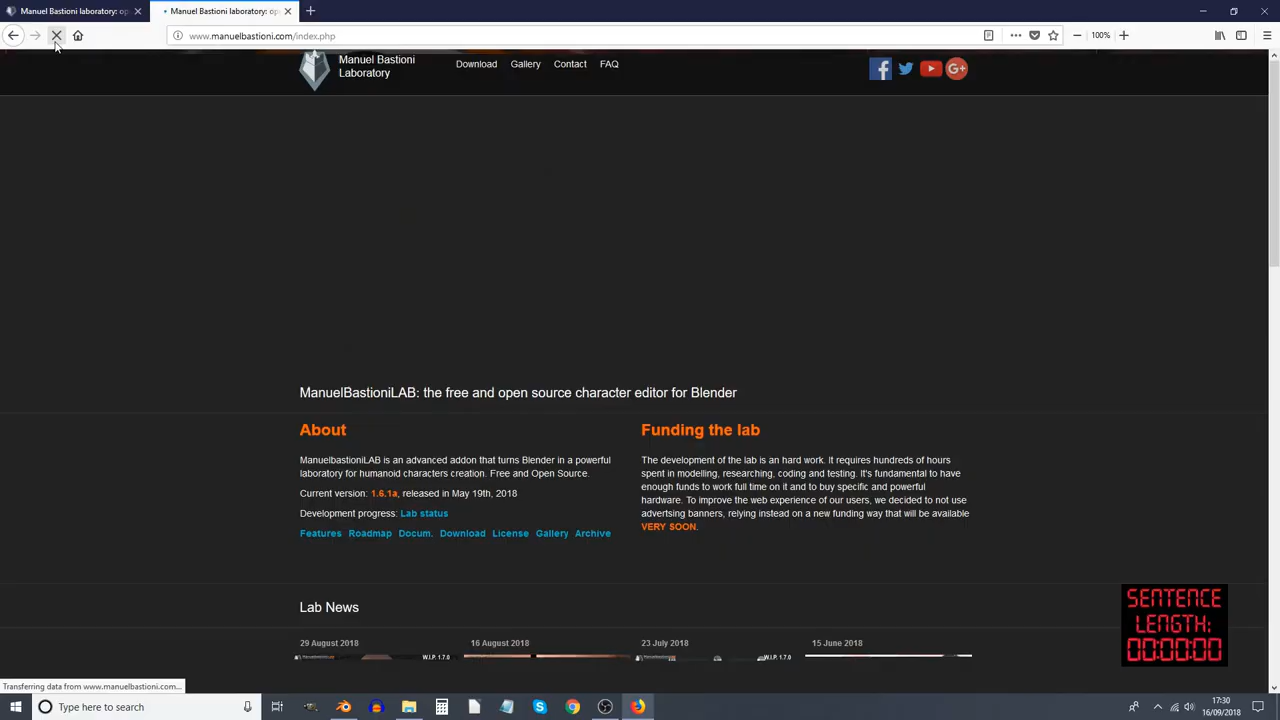 Manuel Bastioni laboratory: op
Manuel Bastioni laboratory: op
www.manuelbastioni.com/index.php
100%
Manuel Bastioni
Laboratory
Download Gallery Contact FAQ
ManuelBastioniLAB: the free and open source character editor for Blender
About
ManuelbastioniLAB is an advanced addon that turns Blender in a powerful
laboratory for humanoid characters creation. Free and Open Source.
Current version: 1.6.1a, released in May 19th, 2018
Development progress: Lab status
Features Roadmap Docum. Download License Gallery Archive
Funding the lab
The development of the lab is an hard work. It requires hundreds of hours
spent in modelling, researching, coding and testing. It's fundamental to have
enough funds to work full time on it and to buy specific and powerful
hardware. To improve the web experience of our users, we decided to not use
advertsing banners, relying instead on a new funding way that will be available
VERY SOON.
Lab News
29 August 2018
16 August 2018
23 July 2018
15 June 2018
W.I.P. 1.7.0
W.I.P. 1.7.0
SENTENCE
LENGTH:
00:00:00
Transferring data from www.manuelbastioni.com...
Type here to search
17:30
16/09/2018